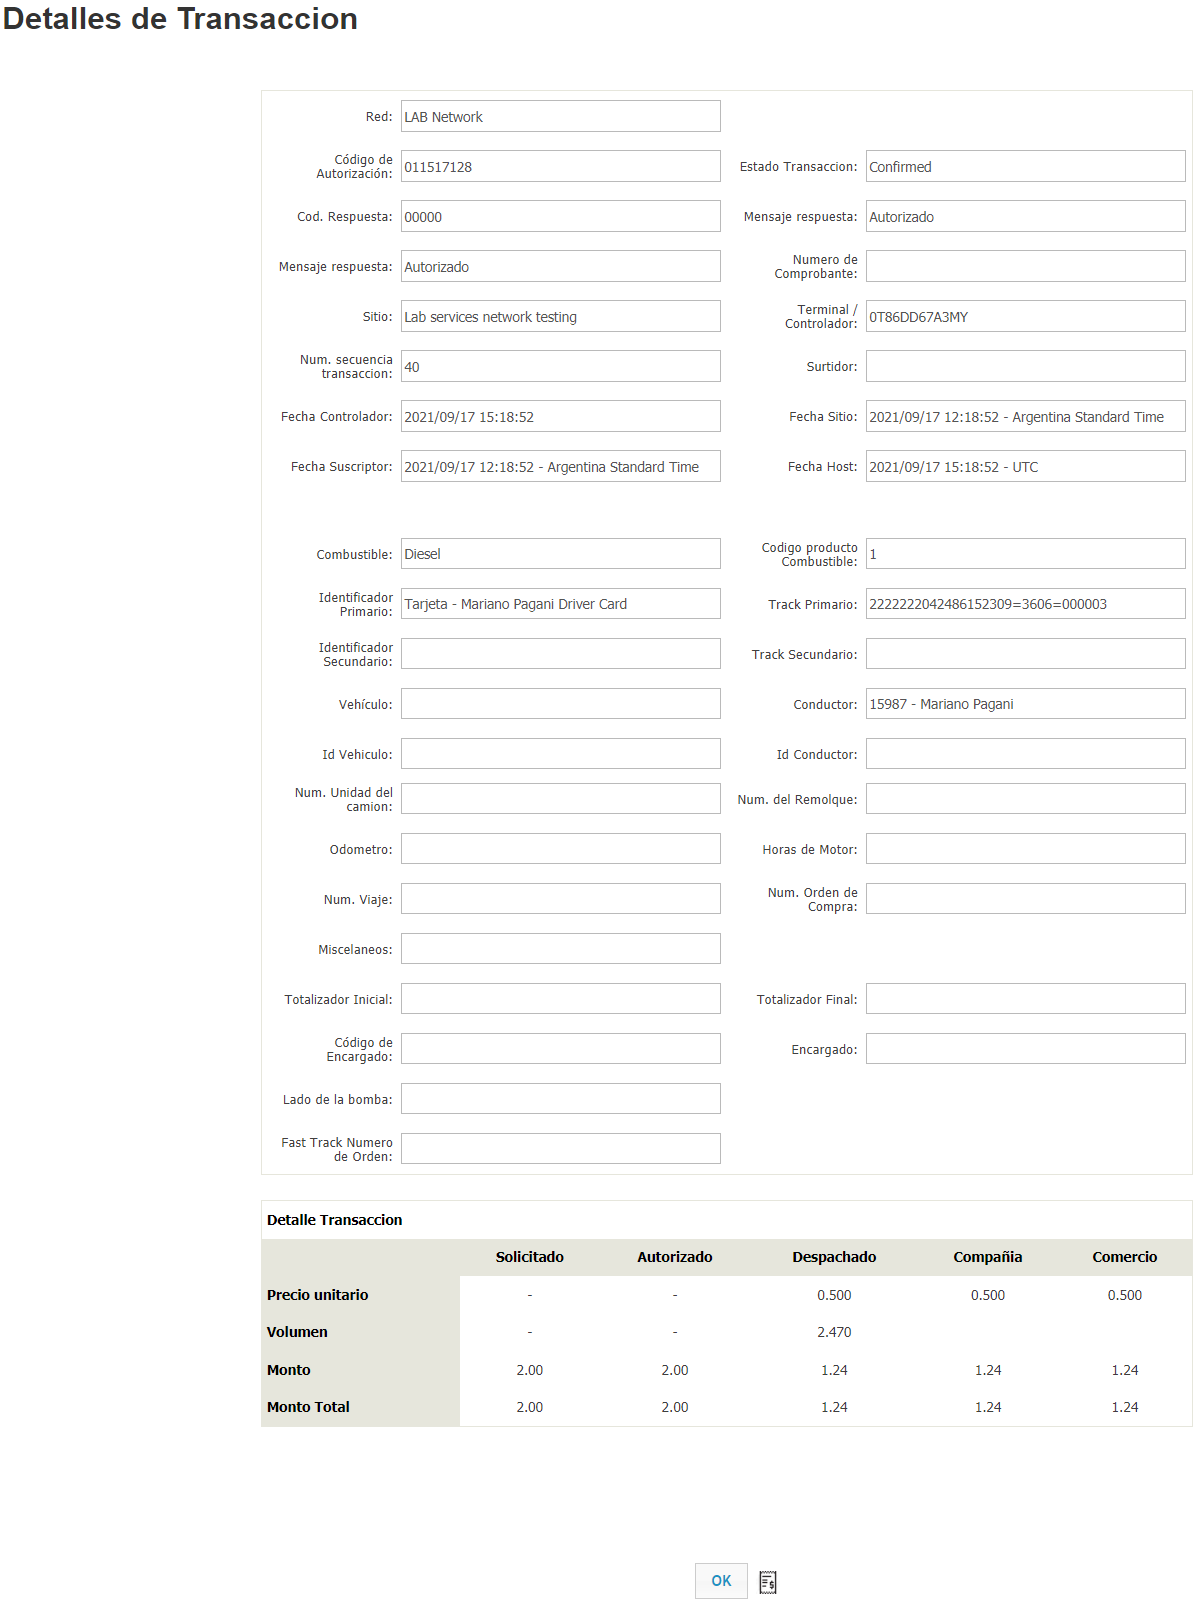 Detalles de Transaccion
Red: LAB Network
Código de Autorización: 011517128 Estado Transaccion: Confirmed
Cod. Respuesta: 00000 Mensaje respuesta: Autorizado
Mensaje respuesta: Autorizado Numero de Comprobante:
Sitio: Lab services network testing Terminal / Controlador: 0T86DD67A3MY
Num. secuencia transaccion: 40 Surtidor:
Fecha Controlador: 2021/09/17 15:18:52 Fecha Sitio: 2021/09/17 12:18:52 - Argentina Standard Time
Fecha Suscriptor: 2021/09/17 12:18:52 - Argentina Standard Time Fecha Host: 2021/09/17 15:18:52 - UTC
Combustible: Diesel Codigo producto Combustible: 1
Identificador Primario: Tarjeta - Mariano Pagani Driver Card Track Primario: 2222222042486152309=3606=000003
Identificador Secundario: Track Secundario:
Vehículo: Conductor: 15987 - Mariano Pagani
Id Vehiculo: Id Conductor:
Num. Unidad del camion: Num. del Remolque:
Odometro: Horas de Motor:
Num. Viaje: Num. Orden de Compra:
Miscelaneos:
Totalizador Inicial: Totalizador Final:
Código de Encargado: Encargado:
Lado de la bomba:
Fast Track Numero de Orden:
Detalle Transaccion
Solicitado Autorizado Despachado Compañia Comercio
Precio unitario - - 0.500 0.500 0.500
Volumen - - 2.470
Monto 2.00 2.00 1.24 1.24 1.24
Monto Total 2.00 2.00 1.24 1.24 1.24
OK